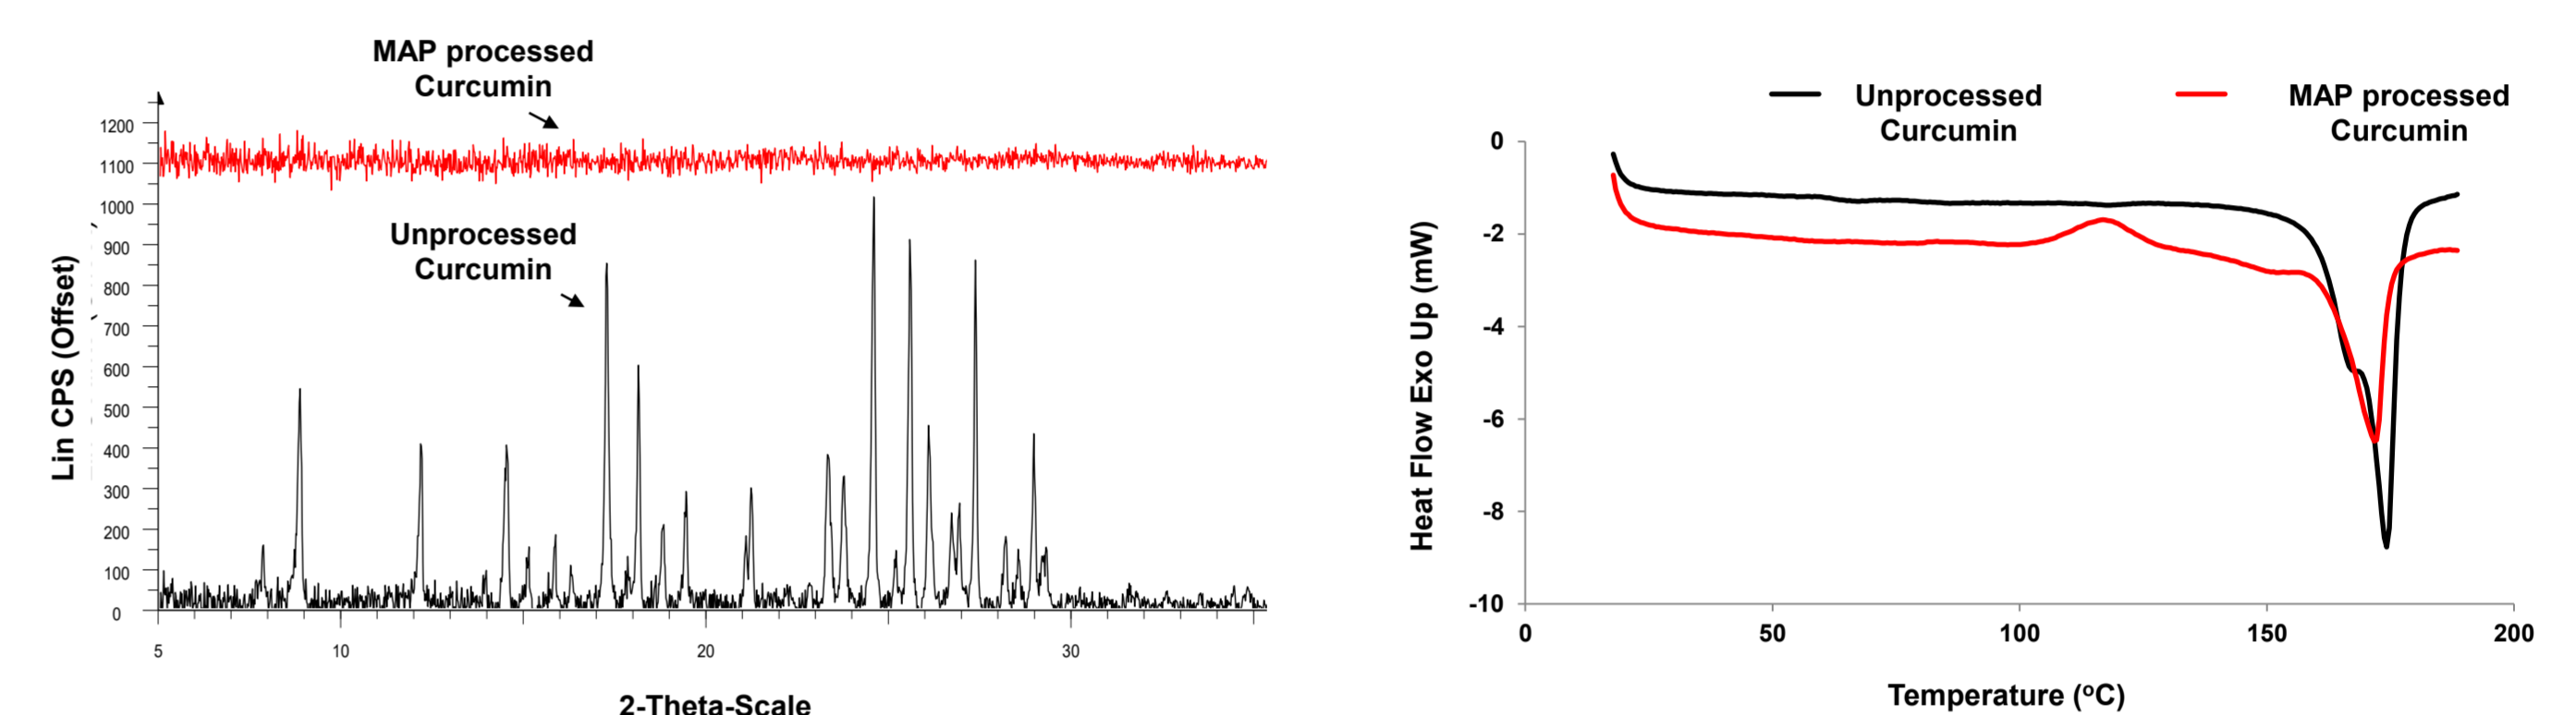 MAP processed
Curcumin
Unprocessed
Curcumin
Lin CPS (Offset)
1200
1100
1000
900
800
700
600
500
400
300
200
100
0
5
10
20
30
2-Theta-Scale
Unprocessed
Curcumin
MAP processed
Curcumin
Heat Flow Exo Up (mW)
0
-2
-4
-6
-8
-10
0
50
100
150
200
Temperature (ºC)